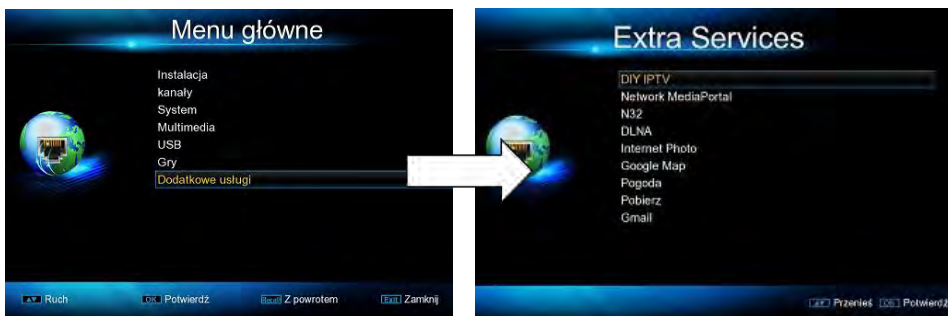 Menu główne
Instalacja
kanały
System
Multimedia
USB
Gry
Dodatkowe usługi
Ruch
OK Potwierdź
Recall Z powrotem
Exit Zamknij
Extra Services
DIY IPTV
Network MediaPortal
N32
DLNA
Internet Photo
Google Map
Pogoda
Pobierz
Gmail
Przenieś OK Potwierdź